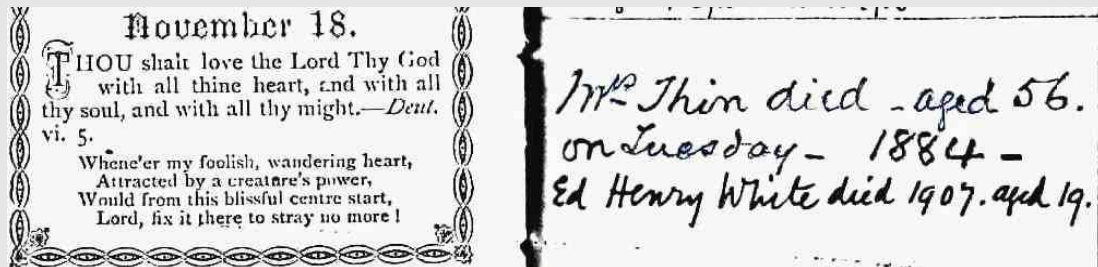 November 18.
THOU shalt love the Lord Thy God
with all thine heart, and with all
thy soul, and with all thy might.—Deut.
vi. 5.
Whene'er my foolish, wandering heart,
Attracted by a creature's power,
Would from this blissful centre start,
Lord, fix it there to stray no more!
Mrs Thin died - aged 56.
on Tuesday - 1884 -
Ed Henry White died 1907. aged 19.